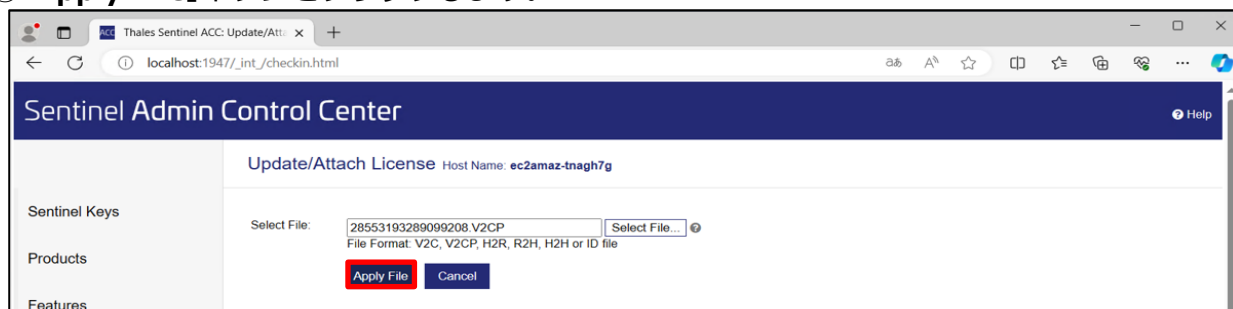 Thales Sentinel ACC: Update/Att
localhost:1947/_int_/checkin.html
Sentinel Admin Control Center
Help
Update/Attach License Host Name: ec2amaz-tnagh7g
Sentinel Keys
Select File: 28553193289099208.V2CP Select File...
File Format: V2C, V2CP, H2R, R2H, H2H or ID file
Products
Apply File Cancel
Features